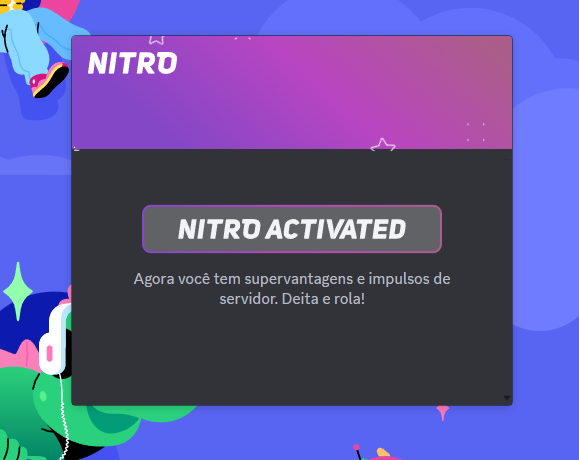 NITRO
NITRO ACTIVATED
Agora você tem supervantagens e impulsos de
servidor. Deita e rola!